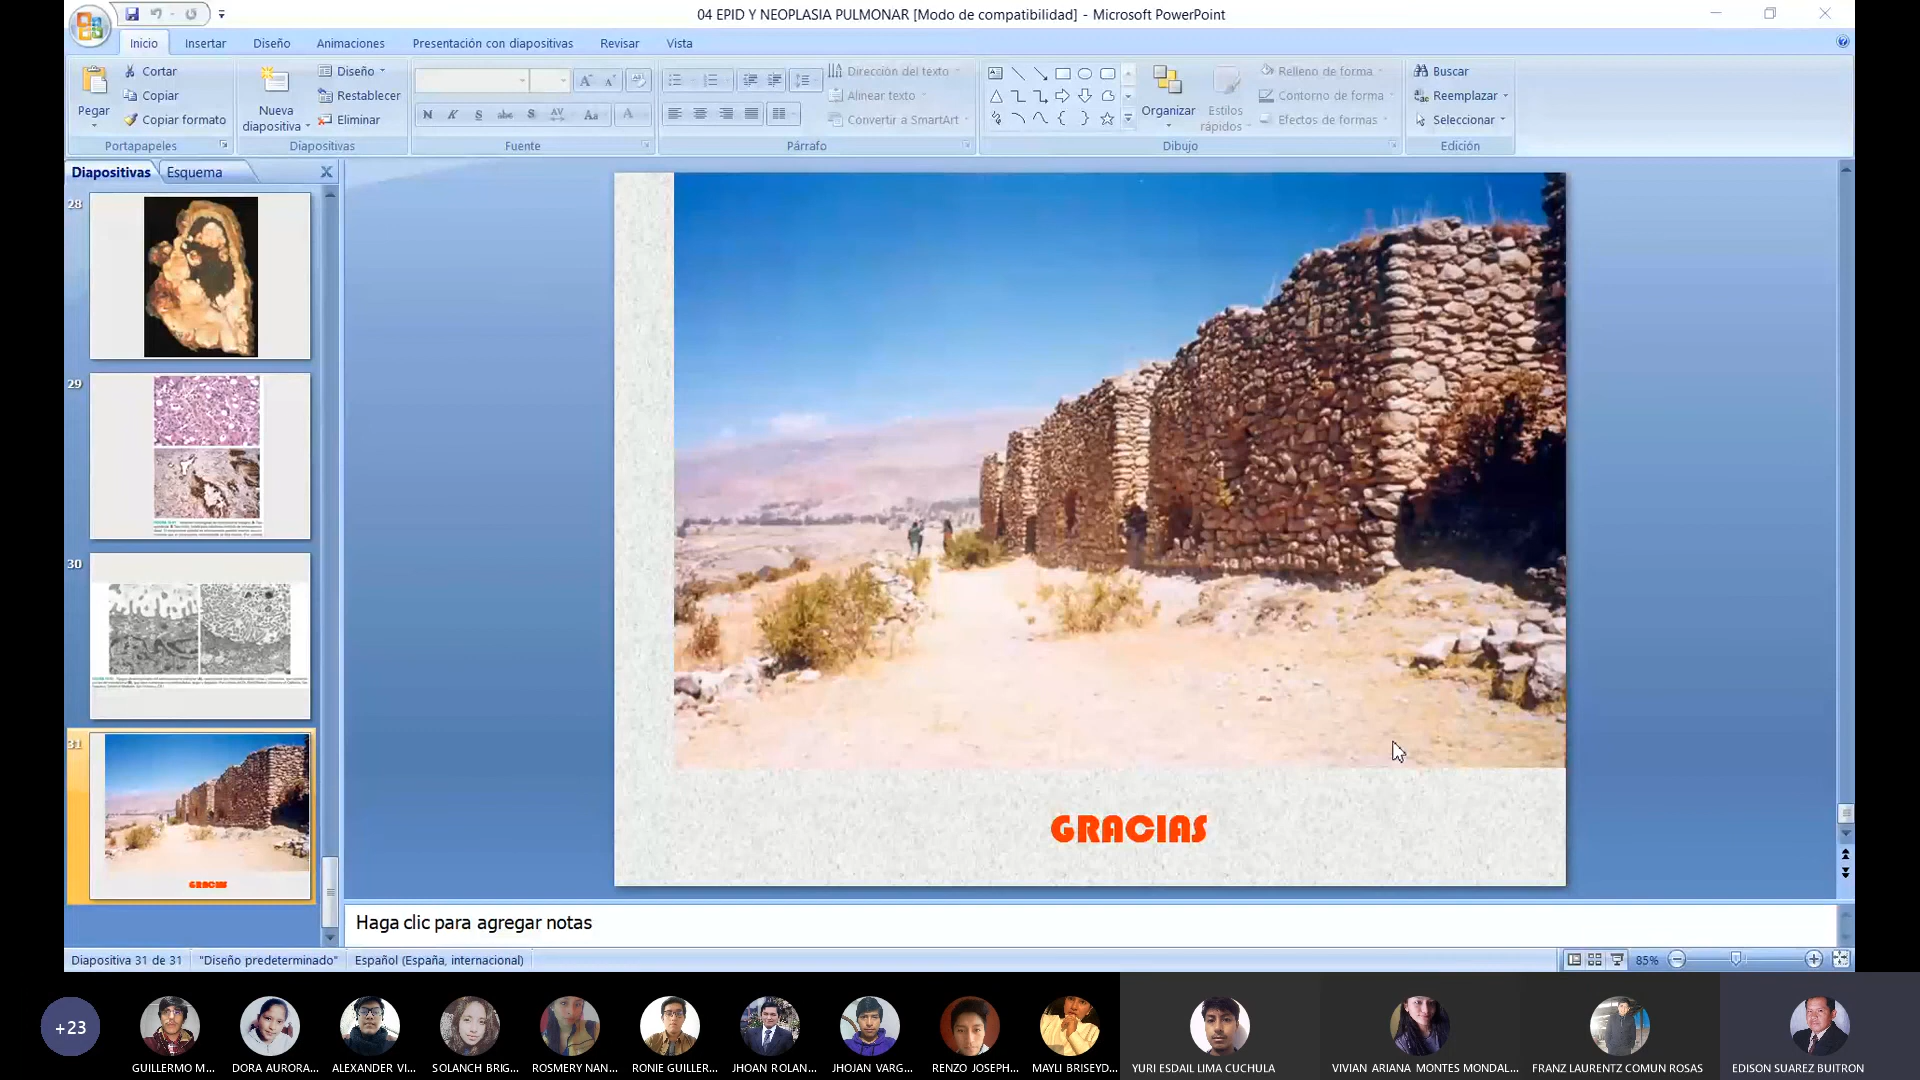 04 EPID Y NEOPLASIA PULMONAR [Modo de compatibilidad] - Microsoft PowerPoint
Inicio Insertar Diseño Animaciones Presentación con diapositivas Revisar Vista
Pegar
Cortar
Copiar
Copiar formato
Portapapeles
Nueva
diapositiva
Diseño
Restablecer
Eliminar
Diapositivas
N K S abc S AV Aa A
Fuente
Dirección del texto
Alinear texto
Convertir a SmartArt
Párrafo
Organizar
Estilos
rápidos
Relleno de forma
Contorno de forma
Efectos de formas
Dibujo
Buscar
Reemplazar
Seleccionar
Edición
Diapositivas Esquema
28
29
30
31
GRACIAS
GRACIAS
Haga clic para agregar notas
Diapositiva 31 de 31 "Diseño predeterminado" Español (España, internacional) 85%
+23
GUILLERMO M...
DORA AURORA...
ALEXANDER VI...
SOLANCH BRIG...
ROSMERY NAN...
RONIE GUILLER...
JHOAN ROLAN...
JHOJAN VARG...
RENZO JOSEPH...
MAYLI BRISEYD...
YURI ESDAIL LIMA CUCHULA
VIVIAN ARIANA MONTES MONDAL...
FRANZ LAURENTZ COMUN ROSAS
EDISON SUAREZ BUITRON